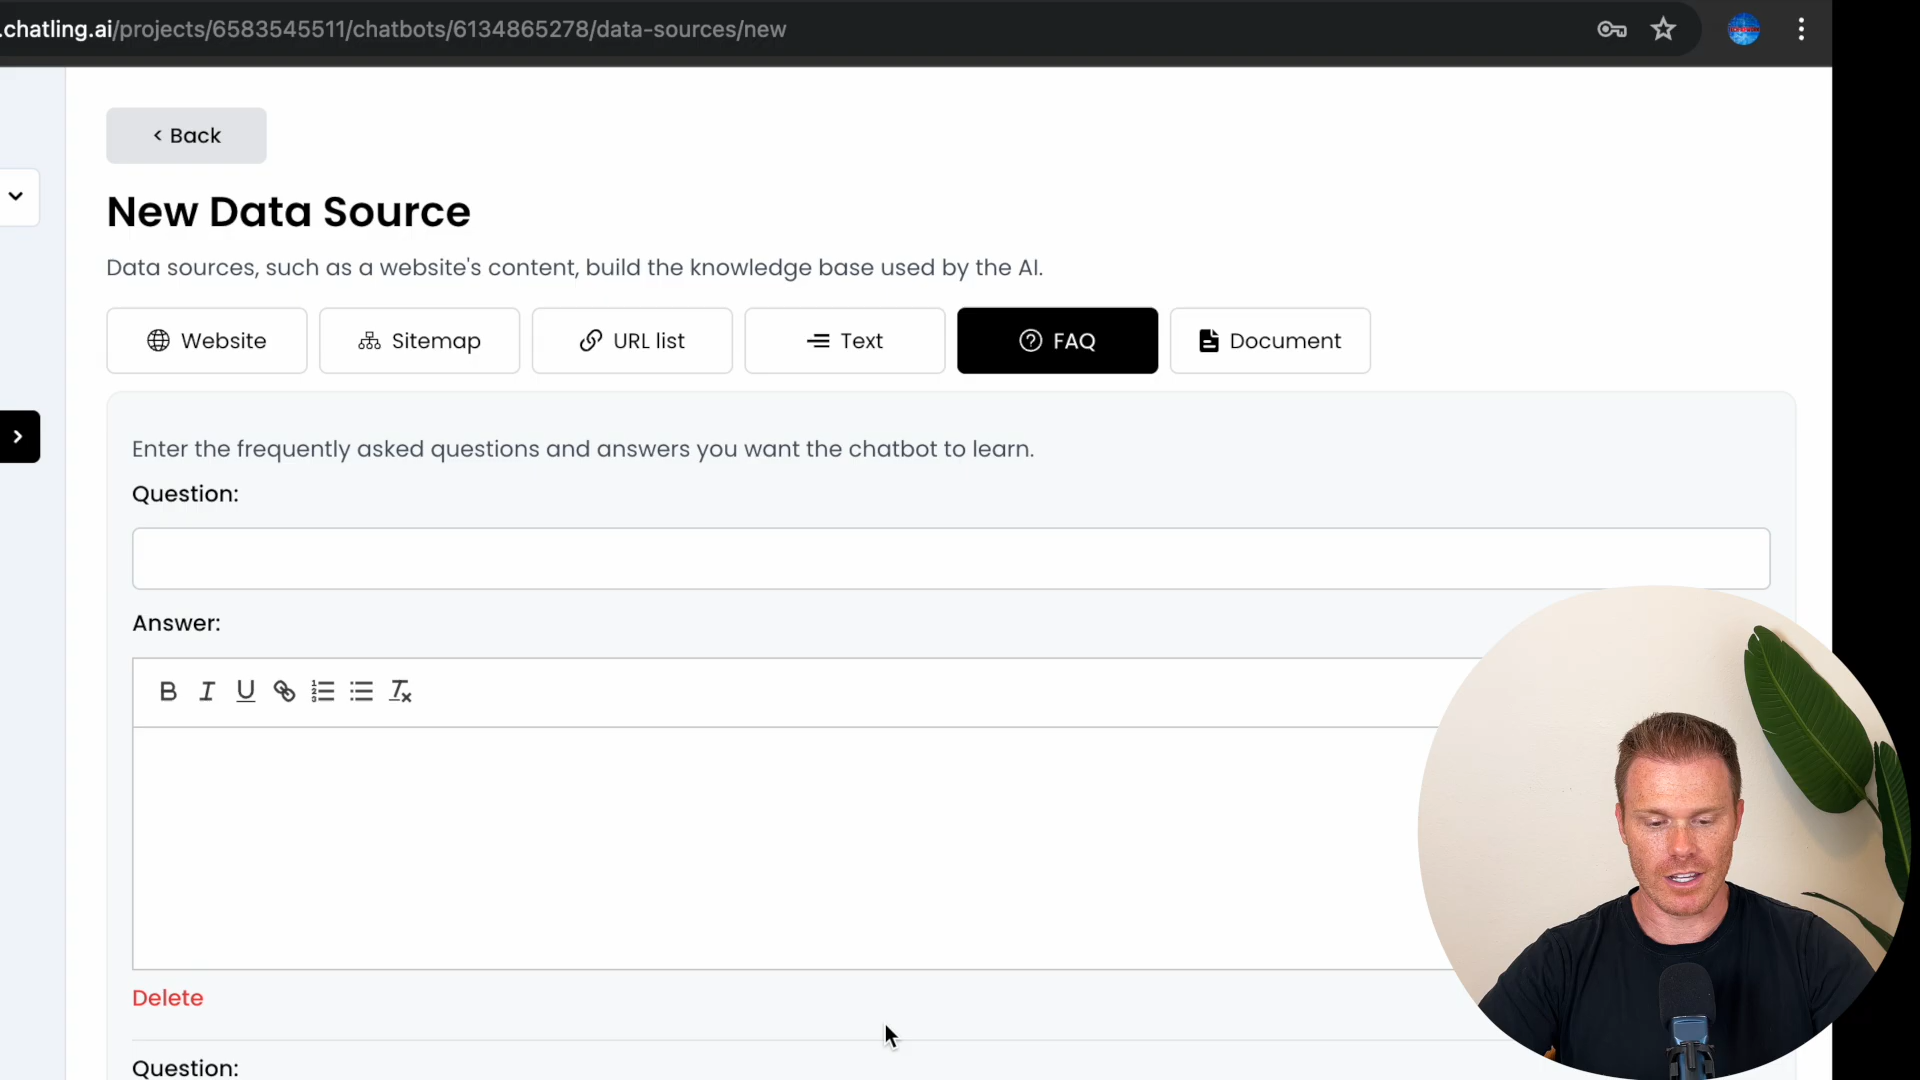 .chatling.ai/projects/6583545511/chatbots/6134865278/data-sources/new
< Back
New Data Source
Data sources, such as a website's content, build the knowledge base used by the AI.
Website
Sitemap
URL list
Text
FAQ
Document
Enter the frequently asked questions and answers you want the chatbot to learn.
Question:
Answer:
B I U
Delete
Question: